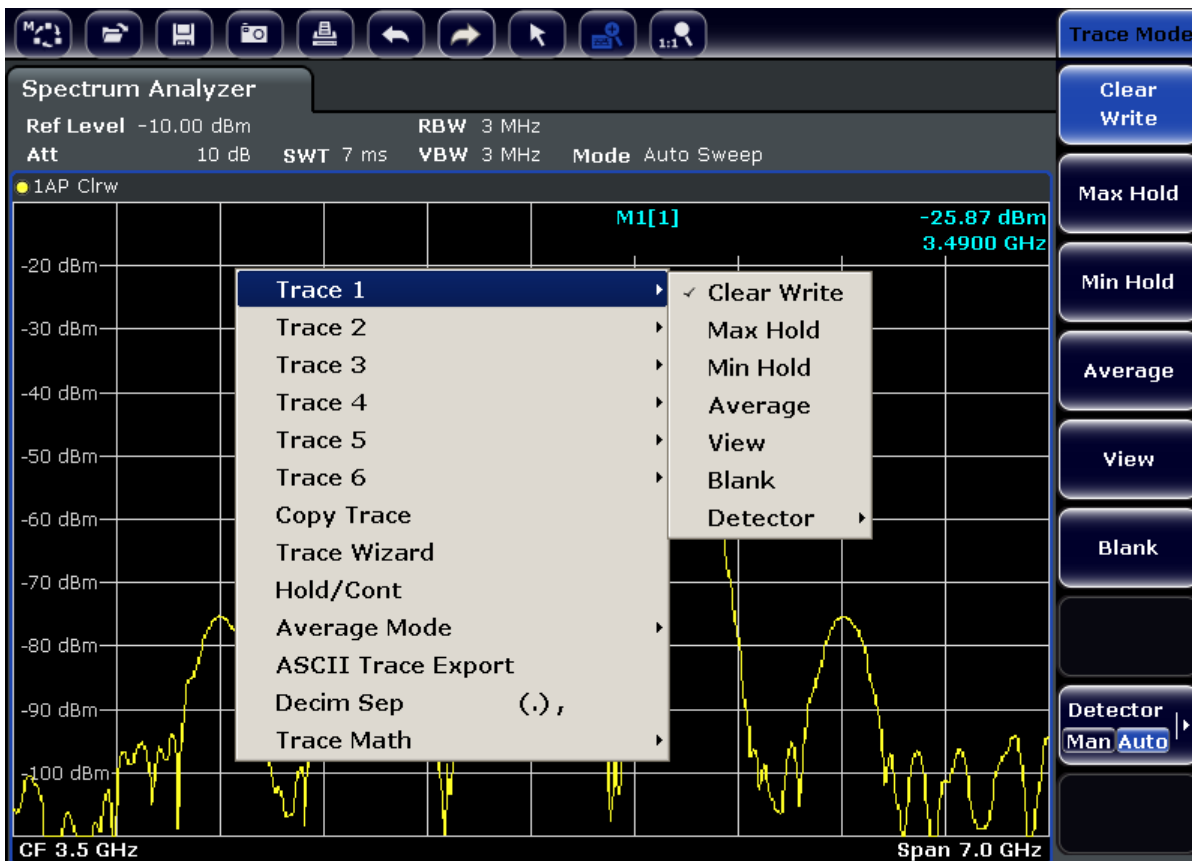 1:1
Trace Mode
Spectrum Analyzer
Ref Level -10.00 dBm RBW 3 MHz
Att 10 dB SWT 7 ms VBW 3 MHz Mode Auto Sweep
1AP Clrw
M1[1] -25.87 dBm
3.4900 GHz
-20 dBm
-30 dBm
-40 dBm
-50 dBm
-60 dBm
-70 dBm
-80 dBm
-90 dBm
-100 dBm
Trace 1
Trace 2
Trace 3
Trace 4
Trace 5
Trace 6
Copy Trace
Trace Wizard
Hold/Cont
Average Mode
ASCII Trace Export
Decim Sep (.) ,
Trace Math
Clear Write
Max Hold
Min Hold
Average
View
Blank
Detector
CF 3.5 GHz Span 7.0 GHz
Clear
Write
Max Hold
Min Hold
Average
View
Blank
Detector
Man Auto